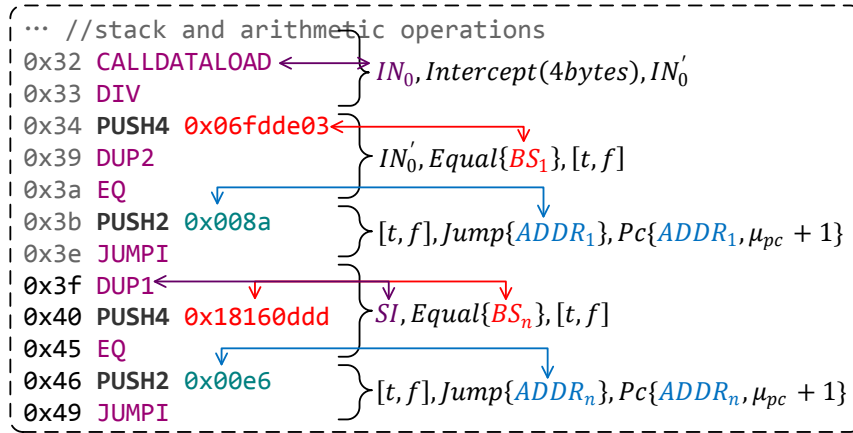 ··· //stack and arithmetic operations
0x32 CALLDATALOAD
0x33 DIV
IN₀, Intercept(4bytes), IN₀′
0x34 PUSH4 0x06fdde03
0x39 DUP2
0x3a EQ
IN₀′, Equal{BS₁}, [t, f]
0x3b PUSH2 0x008a
0x3e JUMPI
[t, f], Jump{ADDR₁}, Pc{ADDR₁, μ_pc + 1}
0x3f DUP1
0x40 PUSH4 0x18160ddd
0x45 EQ
SI, Equal{BSₙ}, [t, f]
0x46 PUSH2 0x00e6
0x49 JUMPI
[t, f], Jump{ADDRₙ}, Pc{ADDRₙ, μ_pc + 1}